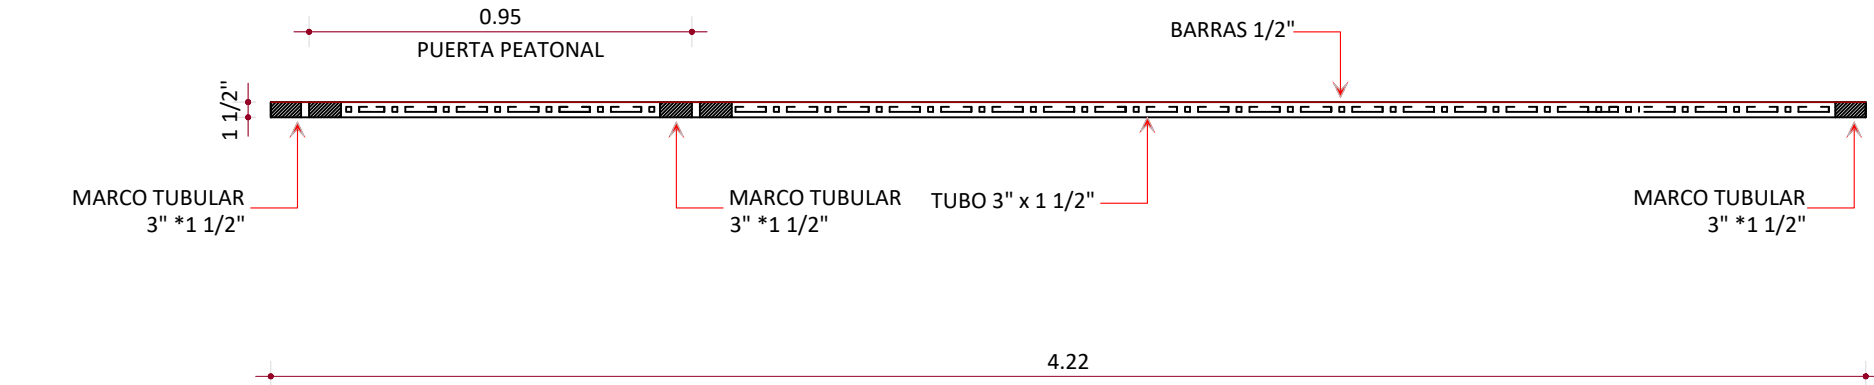 0.95
PUERTA PEATONAL
BARRAS 1/2"
1 1/2"
MARCO TUBULAR
3" *1 1/2"
MARCO TUBULAR
3" *1 1/2"
TUBO 3" x 1 1/2"
MARCO TUBULAR
3" *1 1/2"
4.22